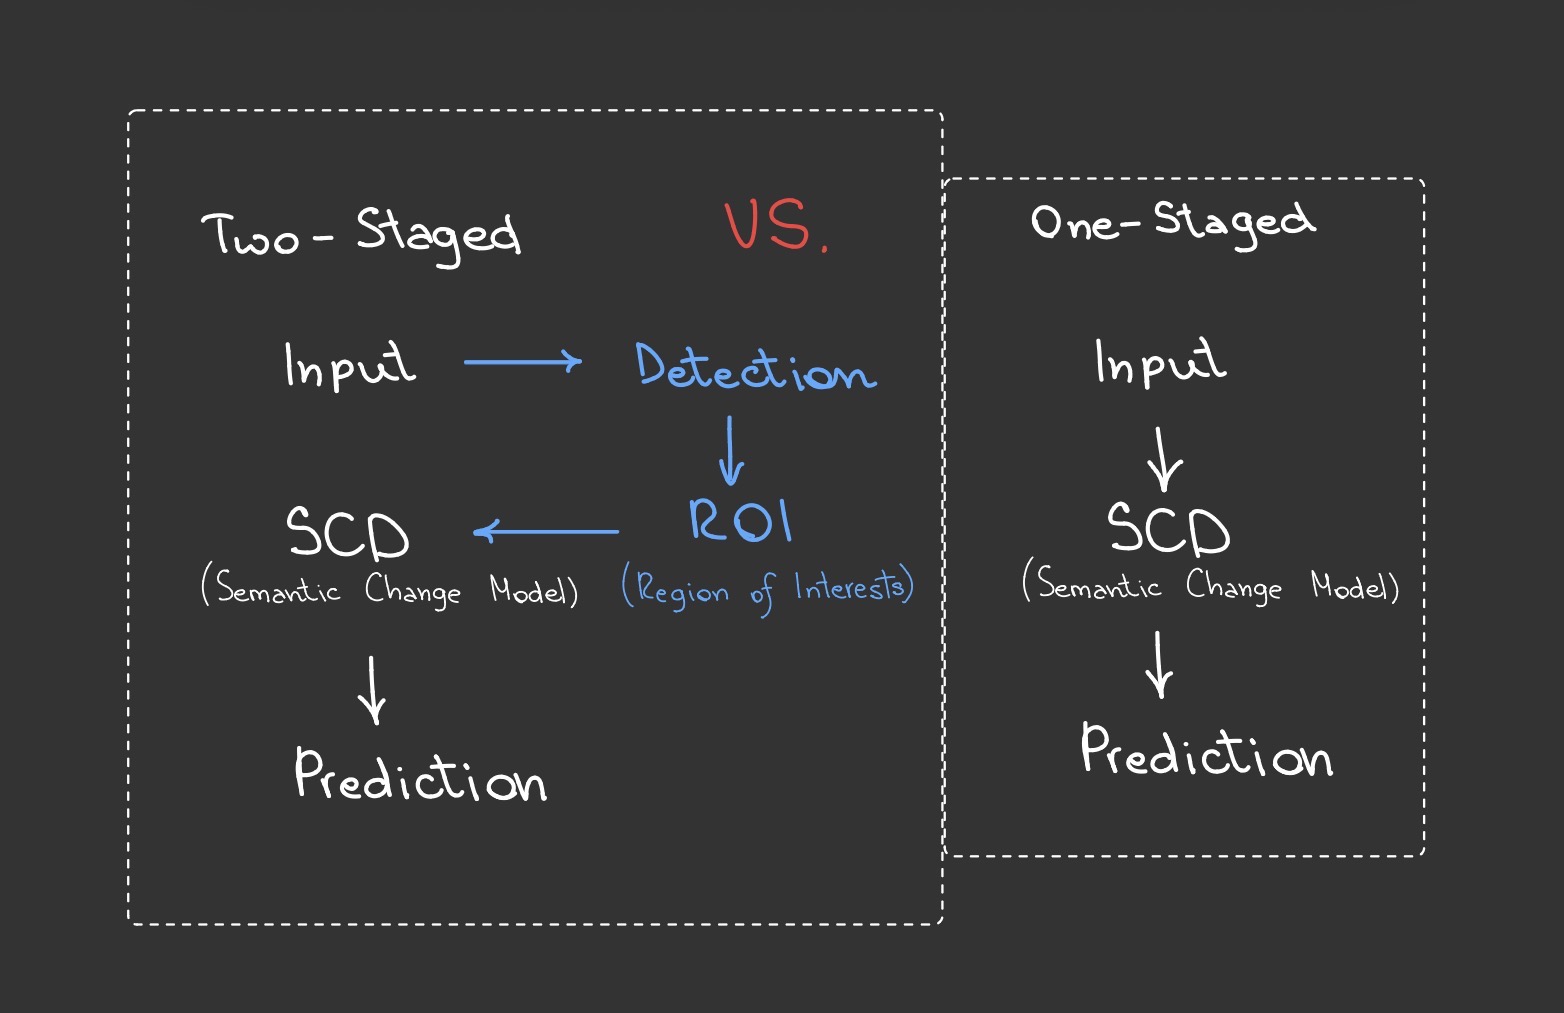 Two-Staged
VS.
One-Staged
Input → Detection
↓
SCD ← ROI
(Semantic Change Model) (Region of Interests)
↓
Prediction
Input
↓
SCD
(Semantic Change Model)
↓
Prediction